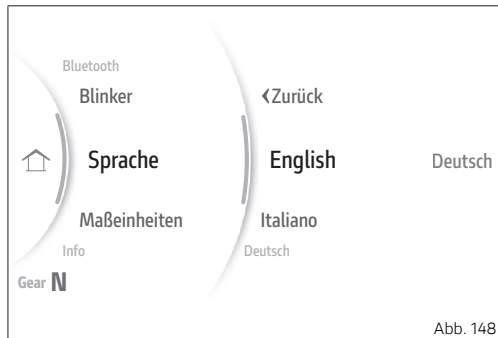 Bluetooth
Blinker
‹Zurück
Sprache
English
Deutsch
Maßeinheiten
Italiano
Info
Deutsch
Gear N
Abb. 148